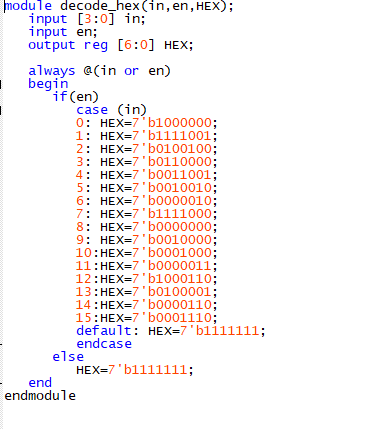 module decode_hex(in,en,HEX);
input [3:0] in;
input en;
output reg [6:0] HEX;
always @(in or en)
begin
if(en)
case (in)
0: HEX=7'b1000000;
1: HEX=7'b1111001;
2: HEX=7'b0100100;
3: HEX=7'b0110000;
4: HEX=7'b0011001;
5: HEX=7'b0010010;
6: HEX=7'b0000010;
7: HEX=7'b1111000;
8: HEX=7'b0000000;
9: HEX=7'b0010000;
10:HEX=7'b0001000;
11:HEX=7'b0000011;
12:HEX=7'b1000110;
13:HEX=7'b0100001;
14:HEX=7'b0000110;
15:HEX=7'b0001110;
default: HEX=7'b1111111;
endcase
else
HEX=7'b1111111;
end
endmodule